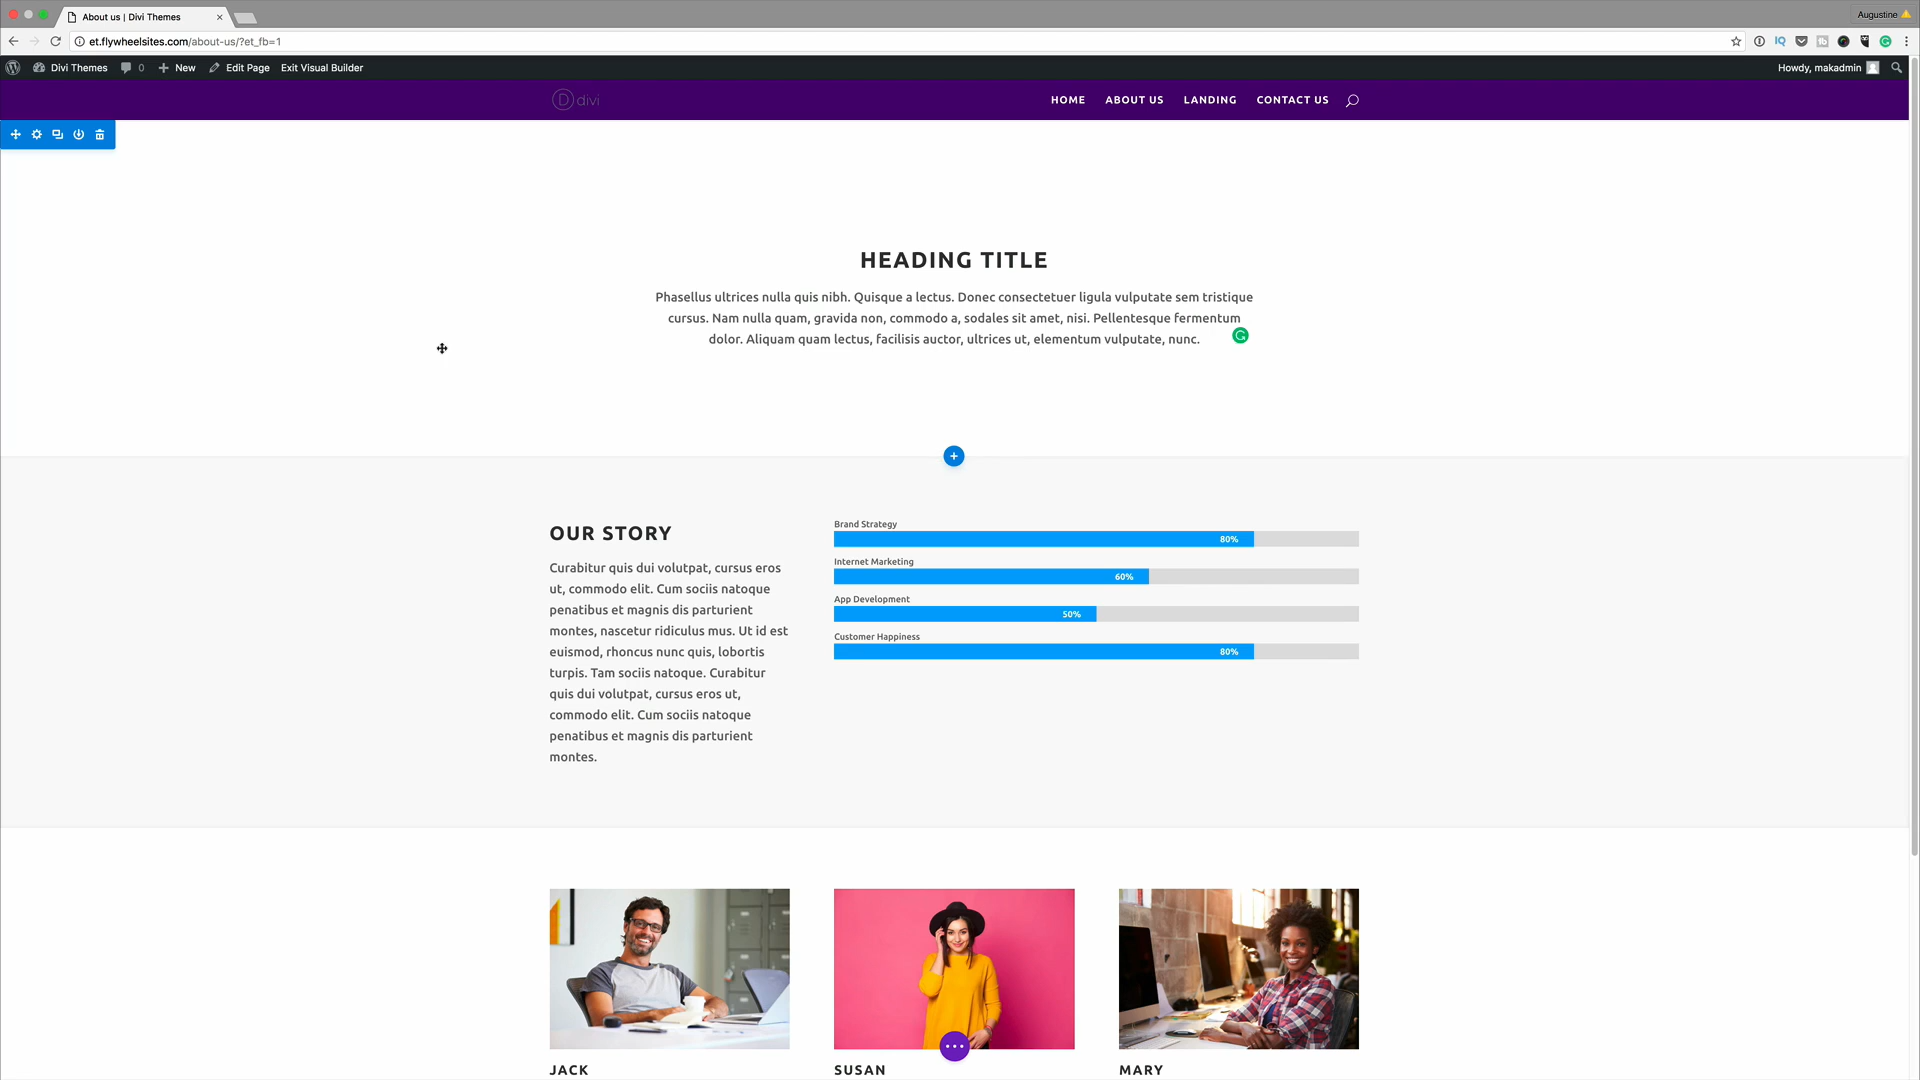 About us | Divi Themes
Augustine
et.flywheelsites.com/about-us/?et_fb=1
Divi Themes 0 New Edit Page Exit Visual Builder Howdy, makadmin
divi HOME ABOUT US LANDING CONTACT US
HEADING TITLE
Phasellus ultrices nulla quis nibh. Quisque a lectus. Donec consectetuer ligula vulputate sem tristique
cursus. Nam nulla quam, gravida non, commodo a, sodales sit amet, nisi. Pellentesque fermentum
dolor. Aliquam quam lectus, facilisis auctor, ultrices ut, elementum vulputate, nunc.
OUR STORY
Curabitur quis dui volutpat, cursus eros
ut, commodo elit. Cum sociis natoque
penatibus et magnis dis parturient
montes, nascetur ridiculus mus. Ut id est
euismod, rhoncus nunc quis, lobortis
turpis. Tam sociis natoque. Curabitur
quis dui volutpat, cursus eros ut,
commodo elit. Cum sociis natoque
penatibus et magnis dis parturient
montes.
Brand Strategy
80%
Internet Marketing
60%
App Development
50%
Customer Happiness
80%
JACK
SUSAN
MARY